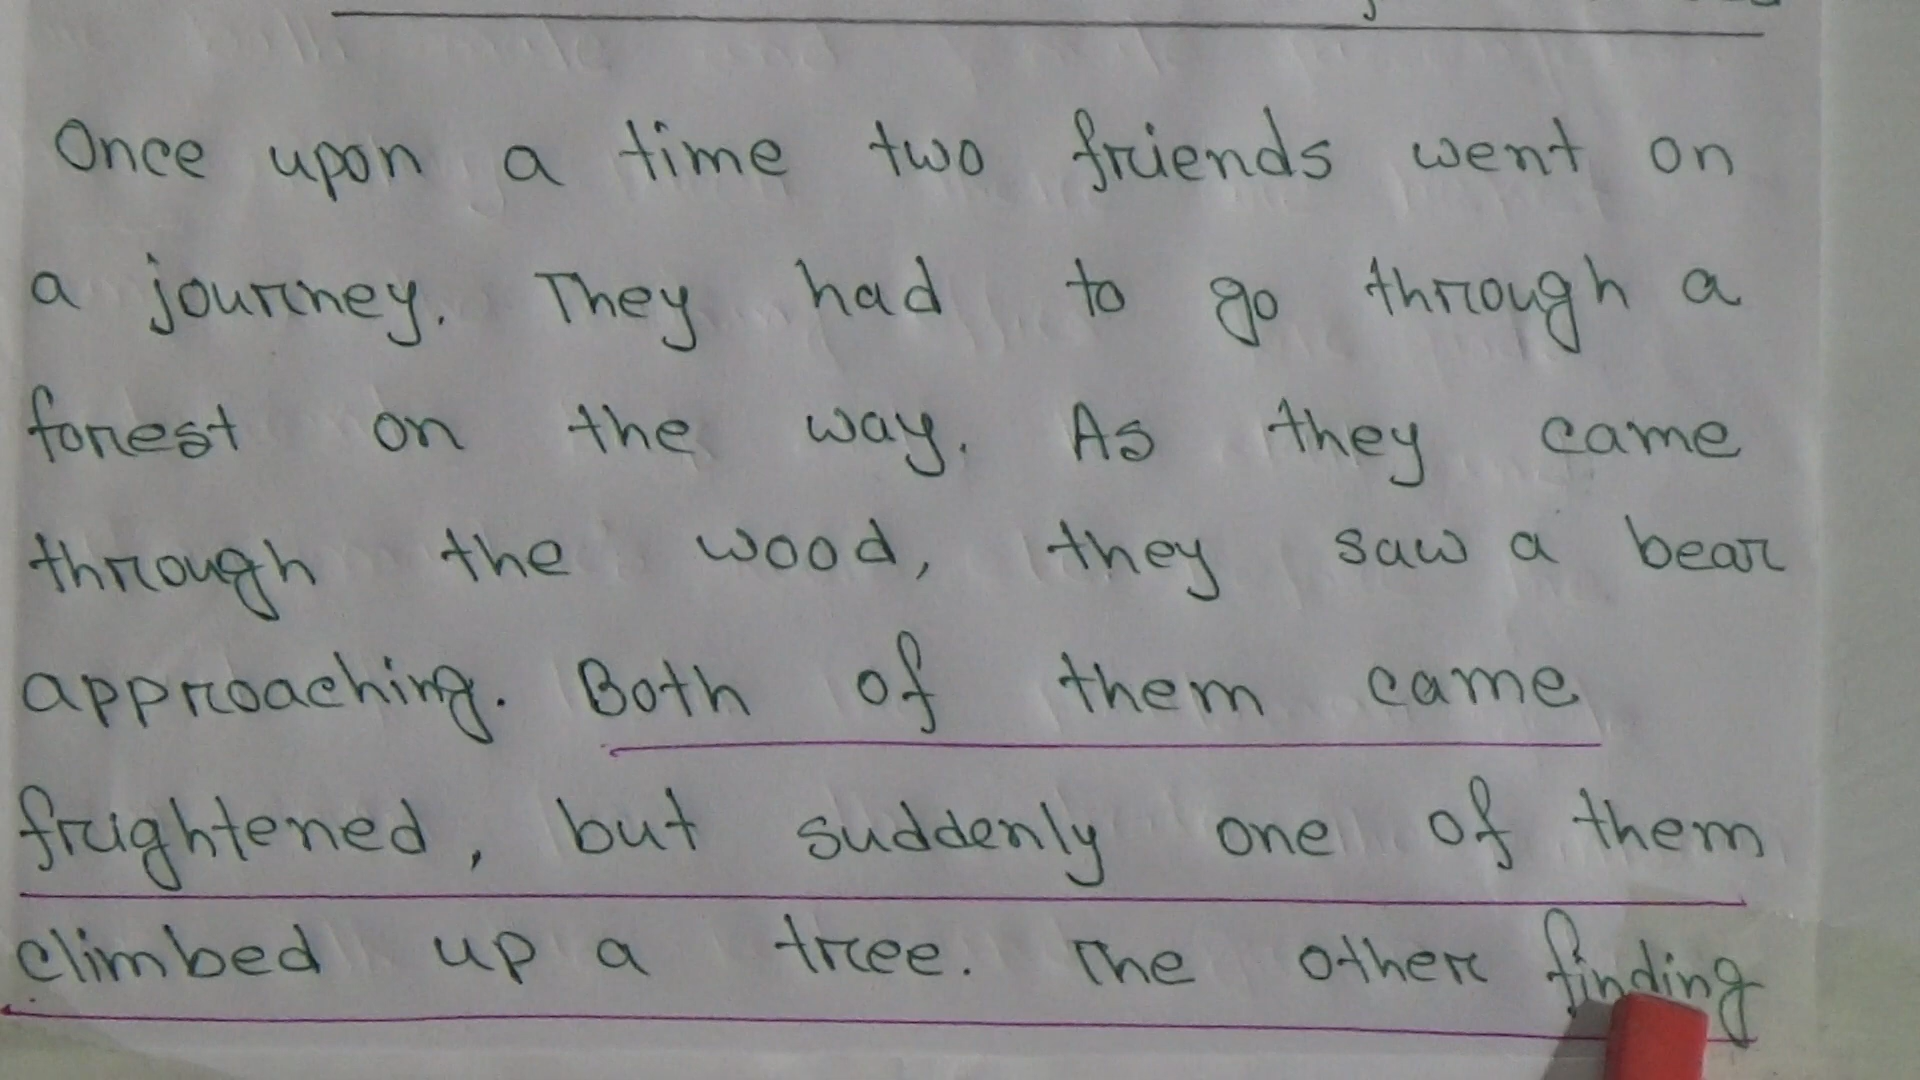 Once upon a time two friends went on
a journey. They had to go through a
forest on the way. As they came
through the wood, they saw a bear
approaching. Both of them came
frightened, but suddenly one of them
climbed up a tree. The other finding